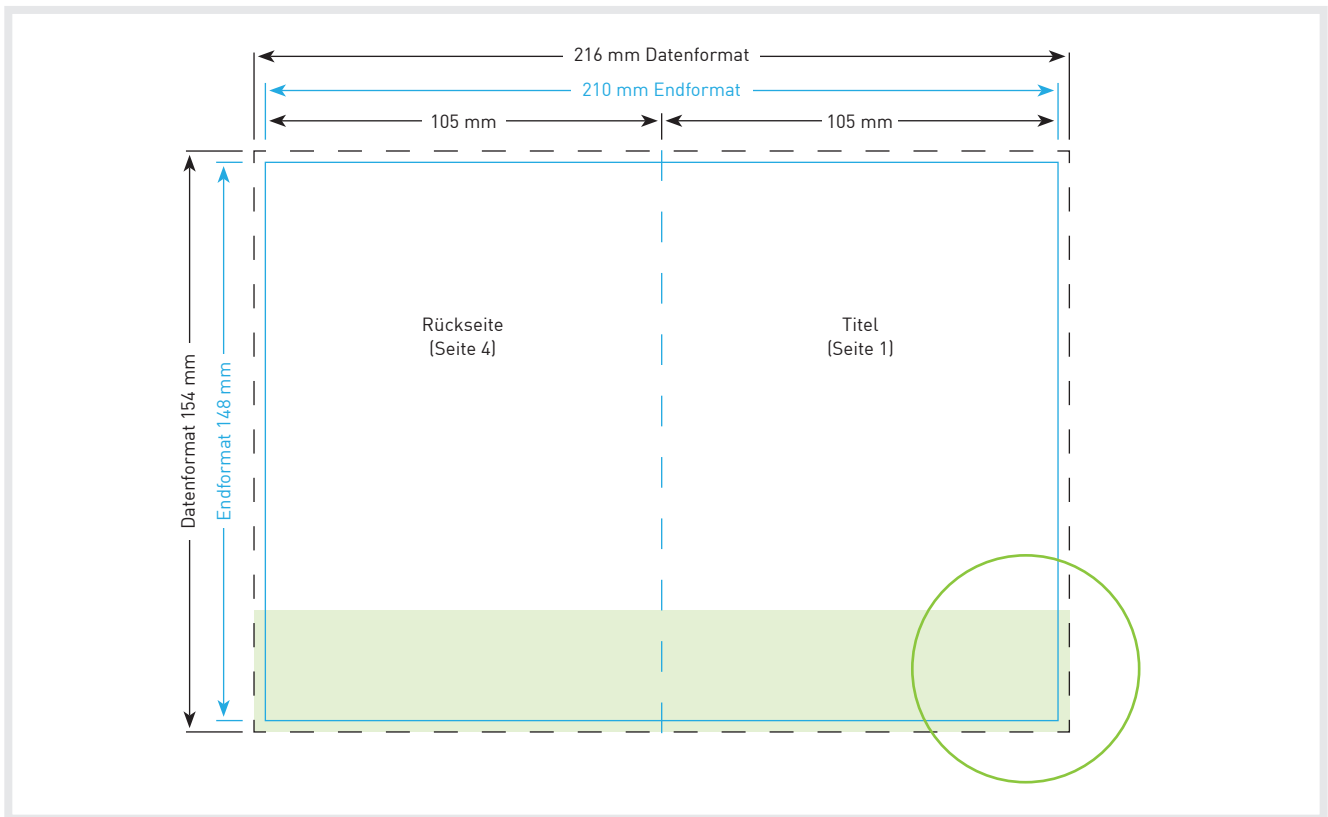 216 mm Datenformat
210 mm Endformat
105 mm
105 mm
Datenformat 154 mm
Endformat 148 mm
Rückseite
(Seite 4)
Titel
(Seite 1)